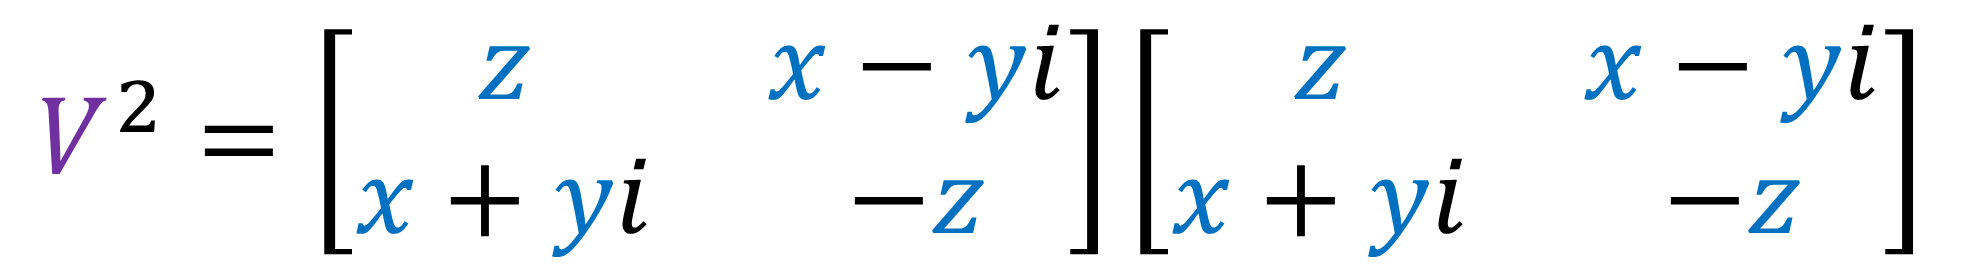 V² = [z x − yi; x + yi −z] [z x − yi; x + yi −z]